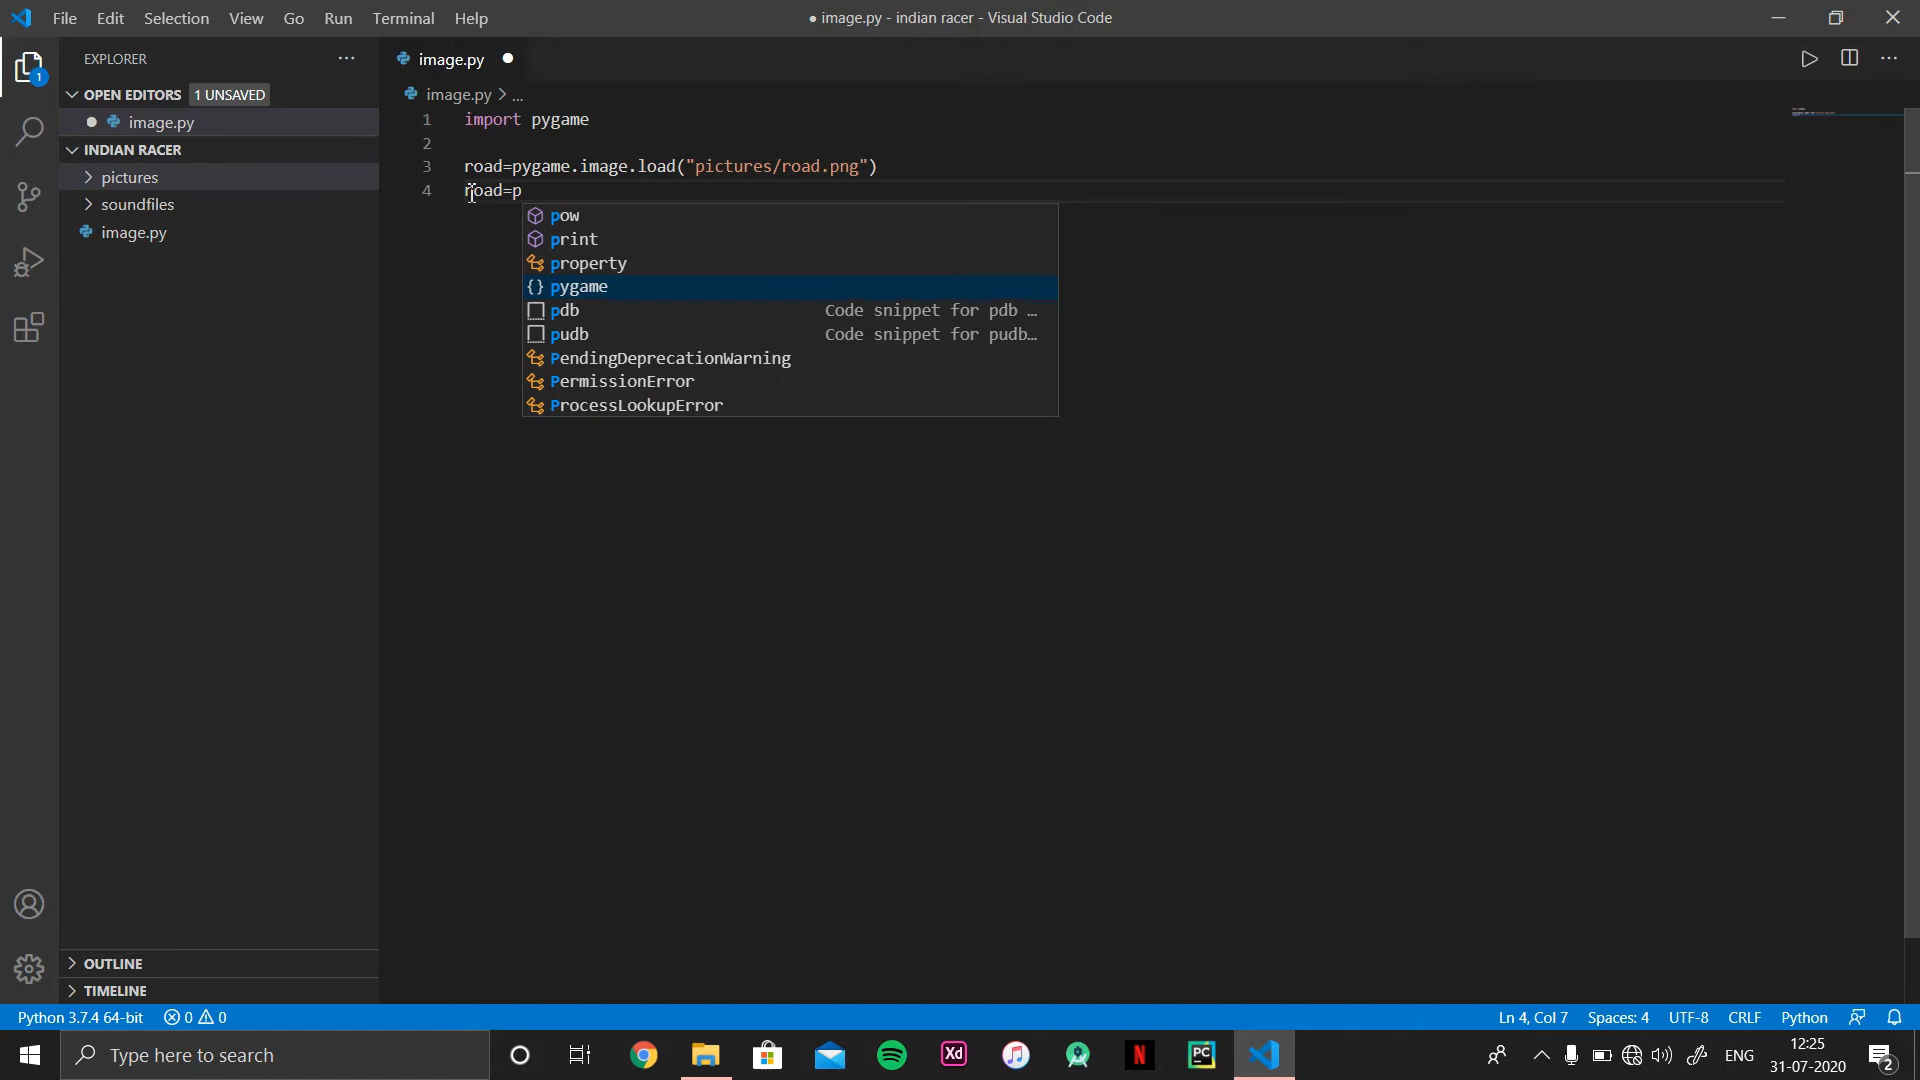 File Edit Selection View Go Run Terminal Help
● image.py - indian racer - Visual Studio Code
EXPLORER
OPEN EDITORS 1 UNSAVED
image.py
INDIAN RACER
pictures
soundfiles
image.py
OUTLINE
TIMELINE
1
image.py
image.py > ...
1 import pygame
2
3 road=pygame.image.load("pictures/road.png")
4 road=p
pow
print
property
pygame
pdb Code snippet for pdb …
pudb Code snippet for pudb…
PendingDeprecationWarning
PermissionError
ProcessLookupError
Python 3.7.4 64-bit 0 0
Ln 4, Col 7 Spaces: 4 UTF-8 CRLF Python
Type here to search
Xd
N
PC
ENG
12:25
31-07-2020
2